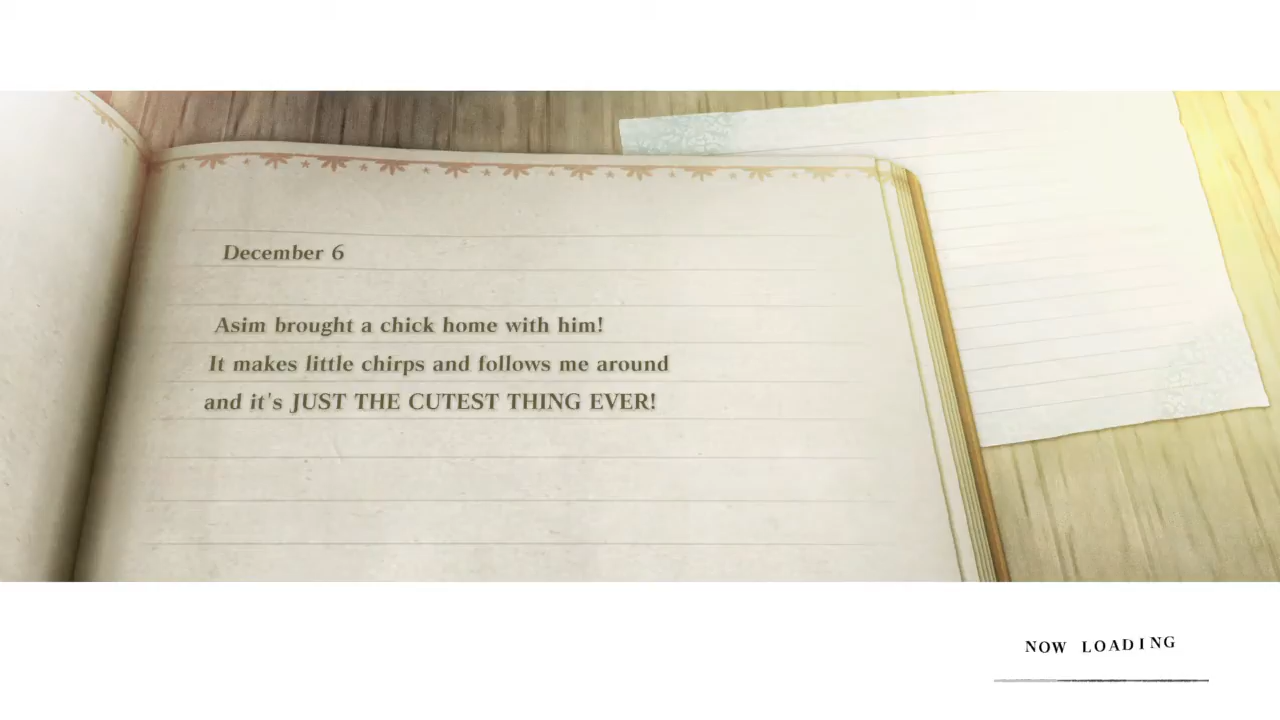 December 6
Asim brought a chick home with him!
It makes little chirps and follows me around
and it's JUST THE CUTEST THING EVER!
NOW LOADING